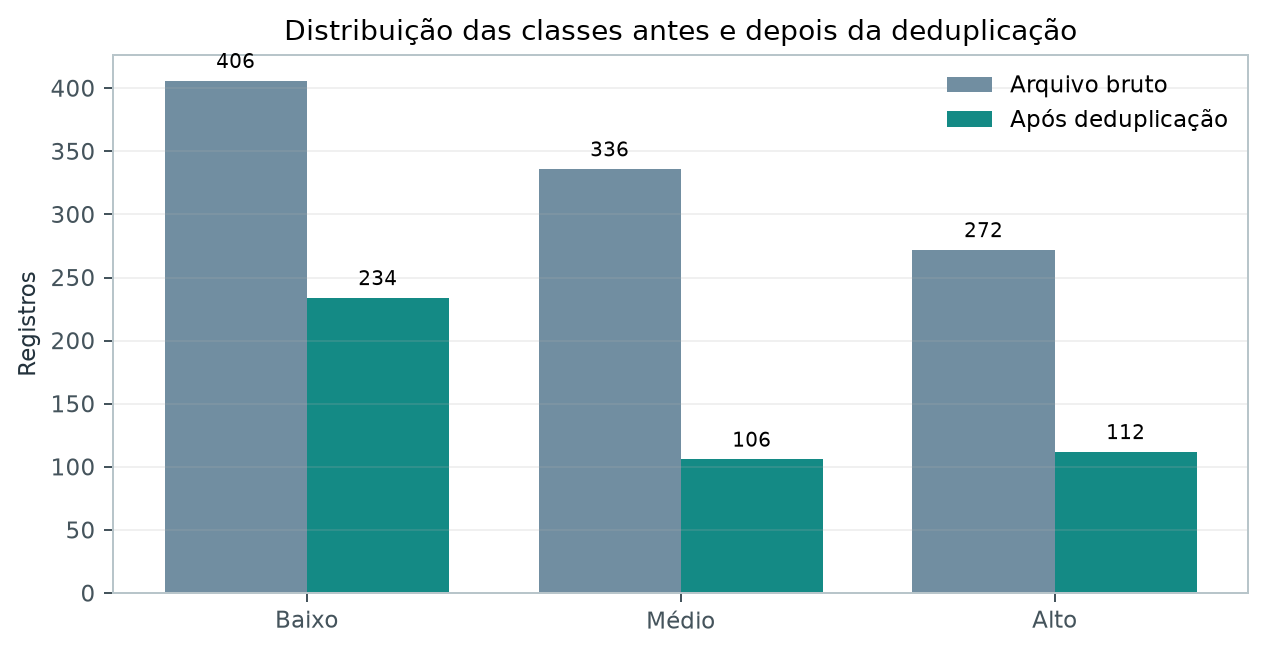 Distribuição das classes antes e depois da deduplicação
Arquivo bruto
Após deduplicação
Registros
400
350
300
250
200
150
100
50
0
406
234
336
106
272
112
Baixo
Médio
Alto